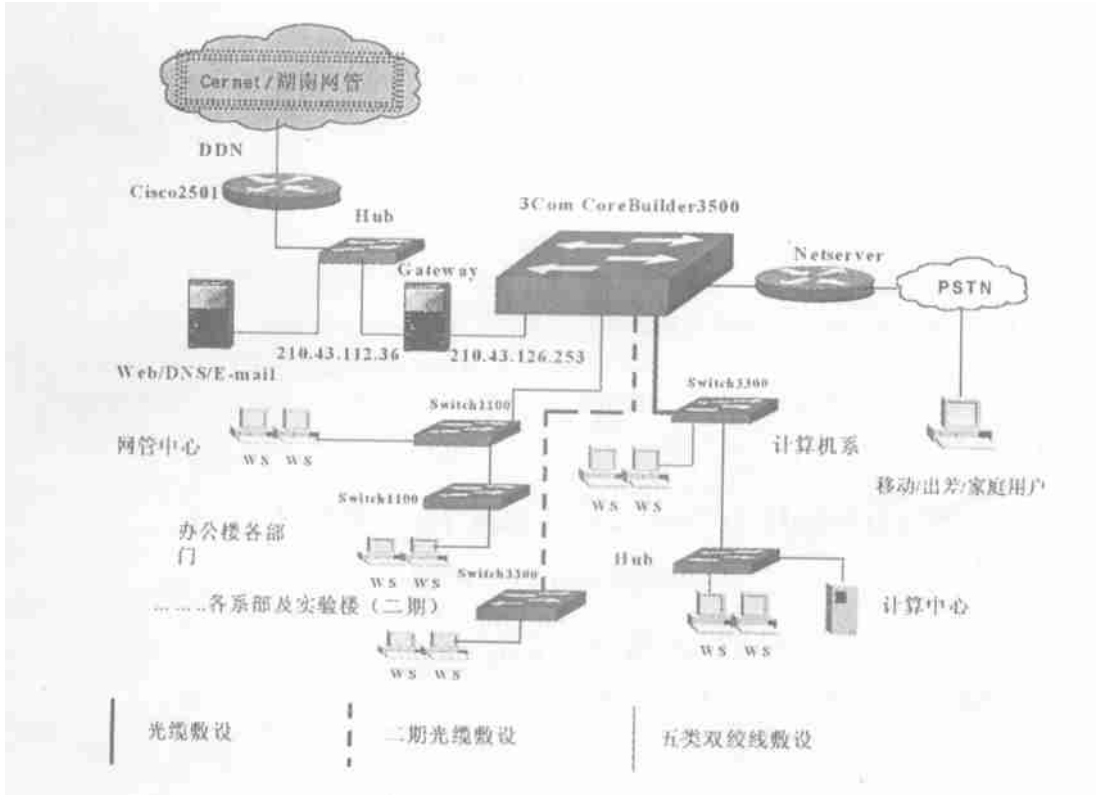 Cernet/湖南网管
DDN
Cisco2501
Hub
3Com CoreBuilder3500
Gateway
Netserver
PSTN
210.43.112.36
210.43.126.253
Web/DNS/E-mail
Switch1100
Switch3300
网管中心
WS WS
计算机系
WS WS
移动/出差/家庭用户
Switch1100
办公楼各部
门
WS WS
Hub
Switch3300
........各系部及实验楼（二期）
计算中心
WS WS
WS WS
光缆敷设
二期光缆敷设
五类双绞线敷设